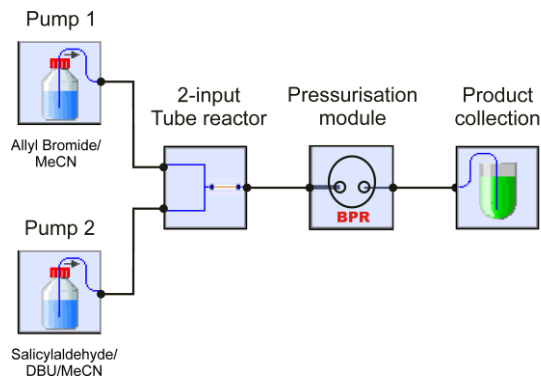 Pump 1
Allyl Bromide/
MeCN
2-input
Tube reactor
Pressurisation
module
BPR
Product
collection
Pump 2
Salicylaldehyde/
DBU/MeCN